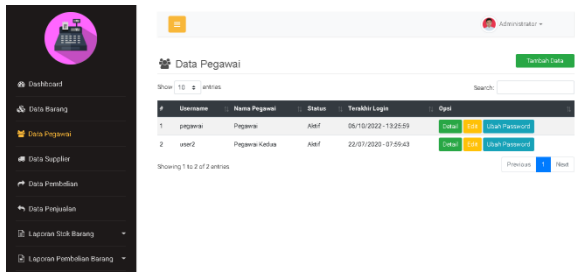 Administrator
Data Pegawai
Tambah Data
Dashboard
Data Barang
Data Pegawai
Data Supplier
Data Pembelian
Data Penjualan
Laporan Stok Barang
Laporan Pembelian Barang
Show 10 entries
Search:
# Username Nama Pegawai Status Terakhir Login Opsi
1 pegawai Pegawai Aktif 05/10/2022 - 13:25:59 Detail Edit Ubah Password
2 user2 Pegawai Kedua Aktif 22/07/2020 - 07:59:43 Detail Edit Ubah Password
Showing 1 to 2 of 2 entries
Previous 1 Next